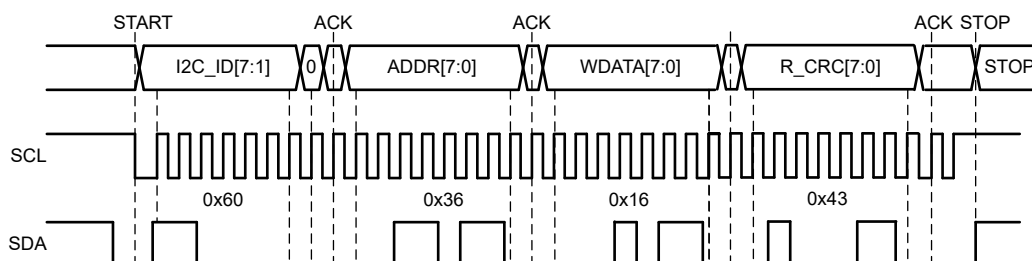 START ACK ACK ACK STOP
I2C_ID[7:1] 0 ADDR[7:0] WDATA[7:0] R_CRC[7:0] STOP
SCL
0x60 0x36 0x16 0x43
SDA